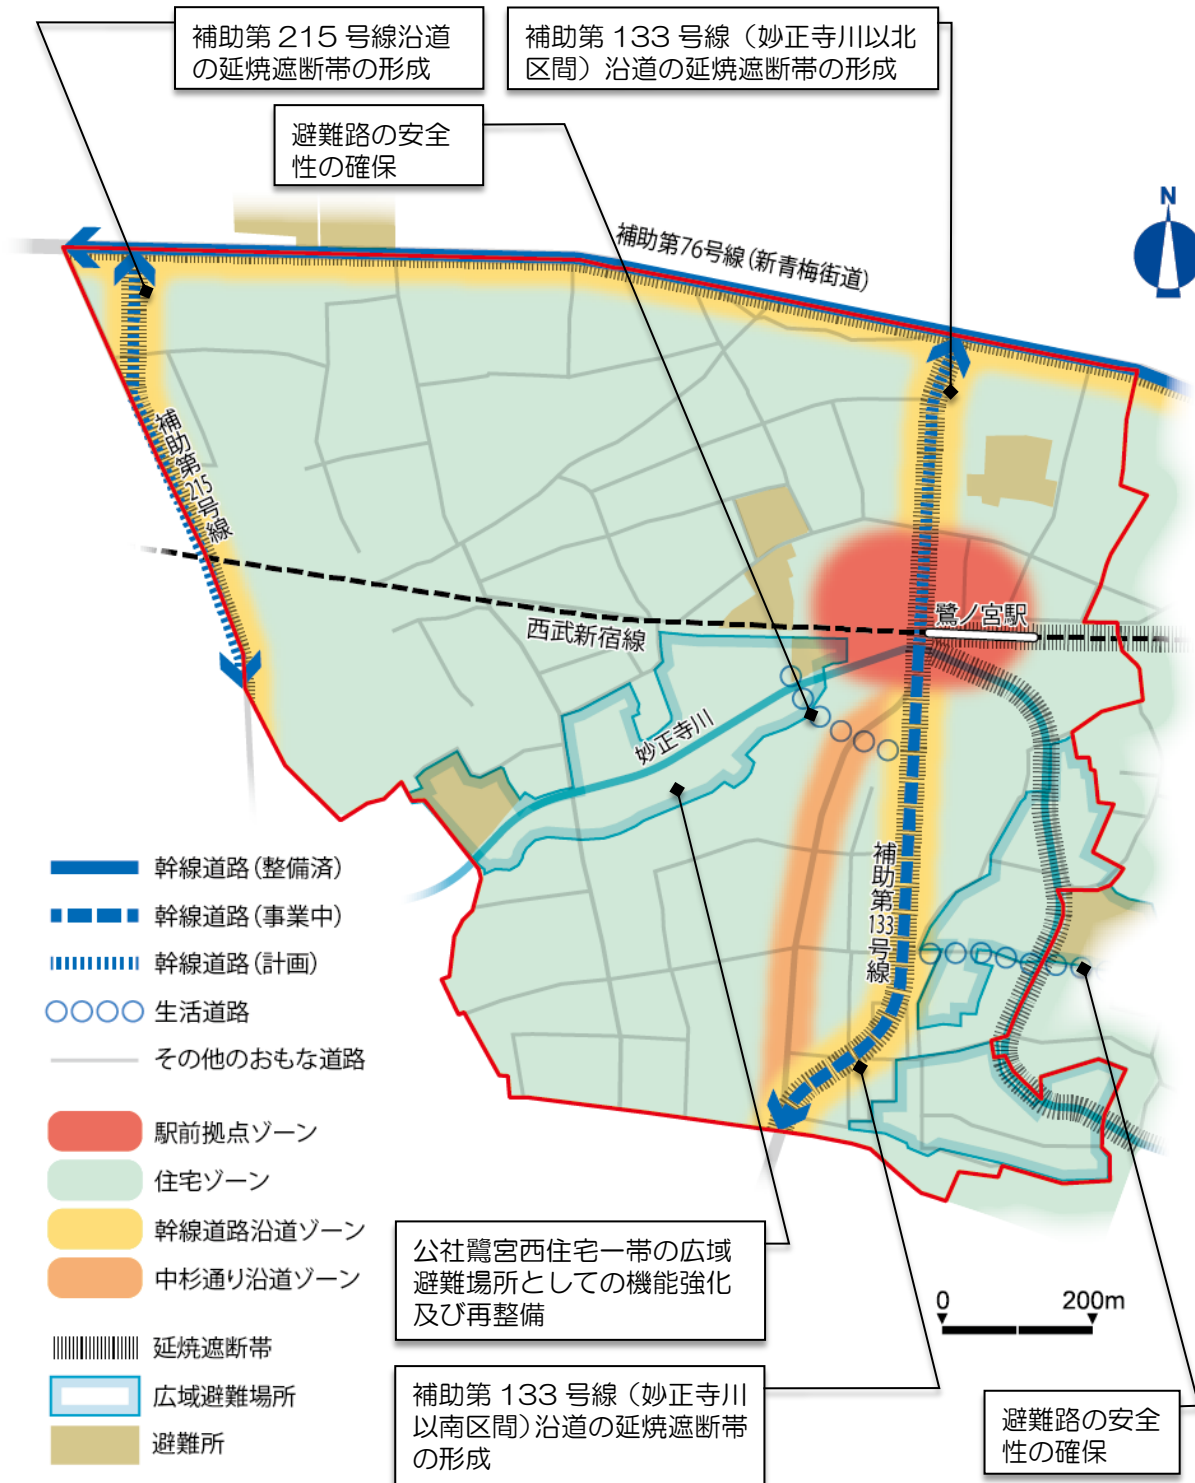 補助第 215 号線沿道
の延焼遮断帯の形成
補助第 133 号線（妙正寺川以北
区間）沿道の延焼遮断帯の形成
避難路の安全
性の確保
N
補助第76号線(新青梅街道)
補助第215号線
鷺ノ宮駅
西武新宿線
妙正寺川
補助第133号線
幹線道路(整備済)
幹線道路(事業中)
幹線道路(計画)
生活道路
その他のおもな道路
駅前拠点ゾーン
住宅ゾーン
幹線道路沿道ゾーン
中杉通り沿道ゾーン
延焼遮断帯
広域避難場所
避難所
公社鷺宮西住宅一帯の広域
避難場所としての機能強化
及び再整備
0 200m
補助第 133 号線（妙正寺川
以南区間）沿道の延焼遮断帯
の形成
避難路の安全
性の確保